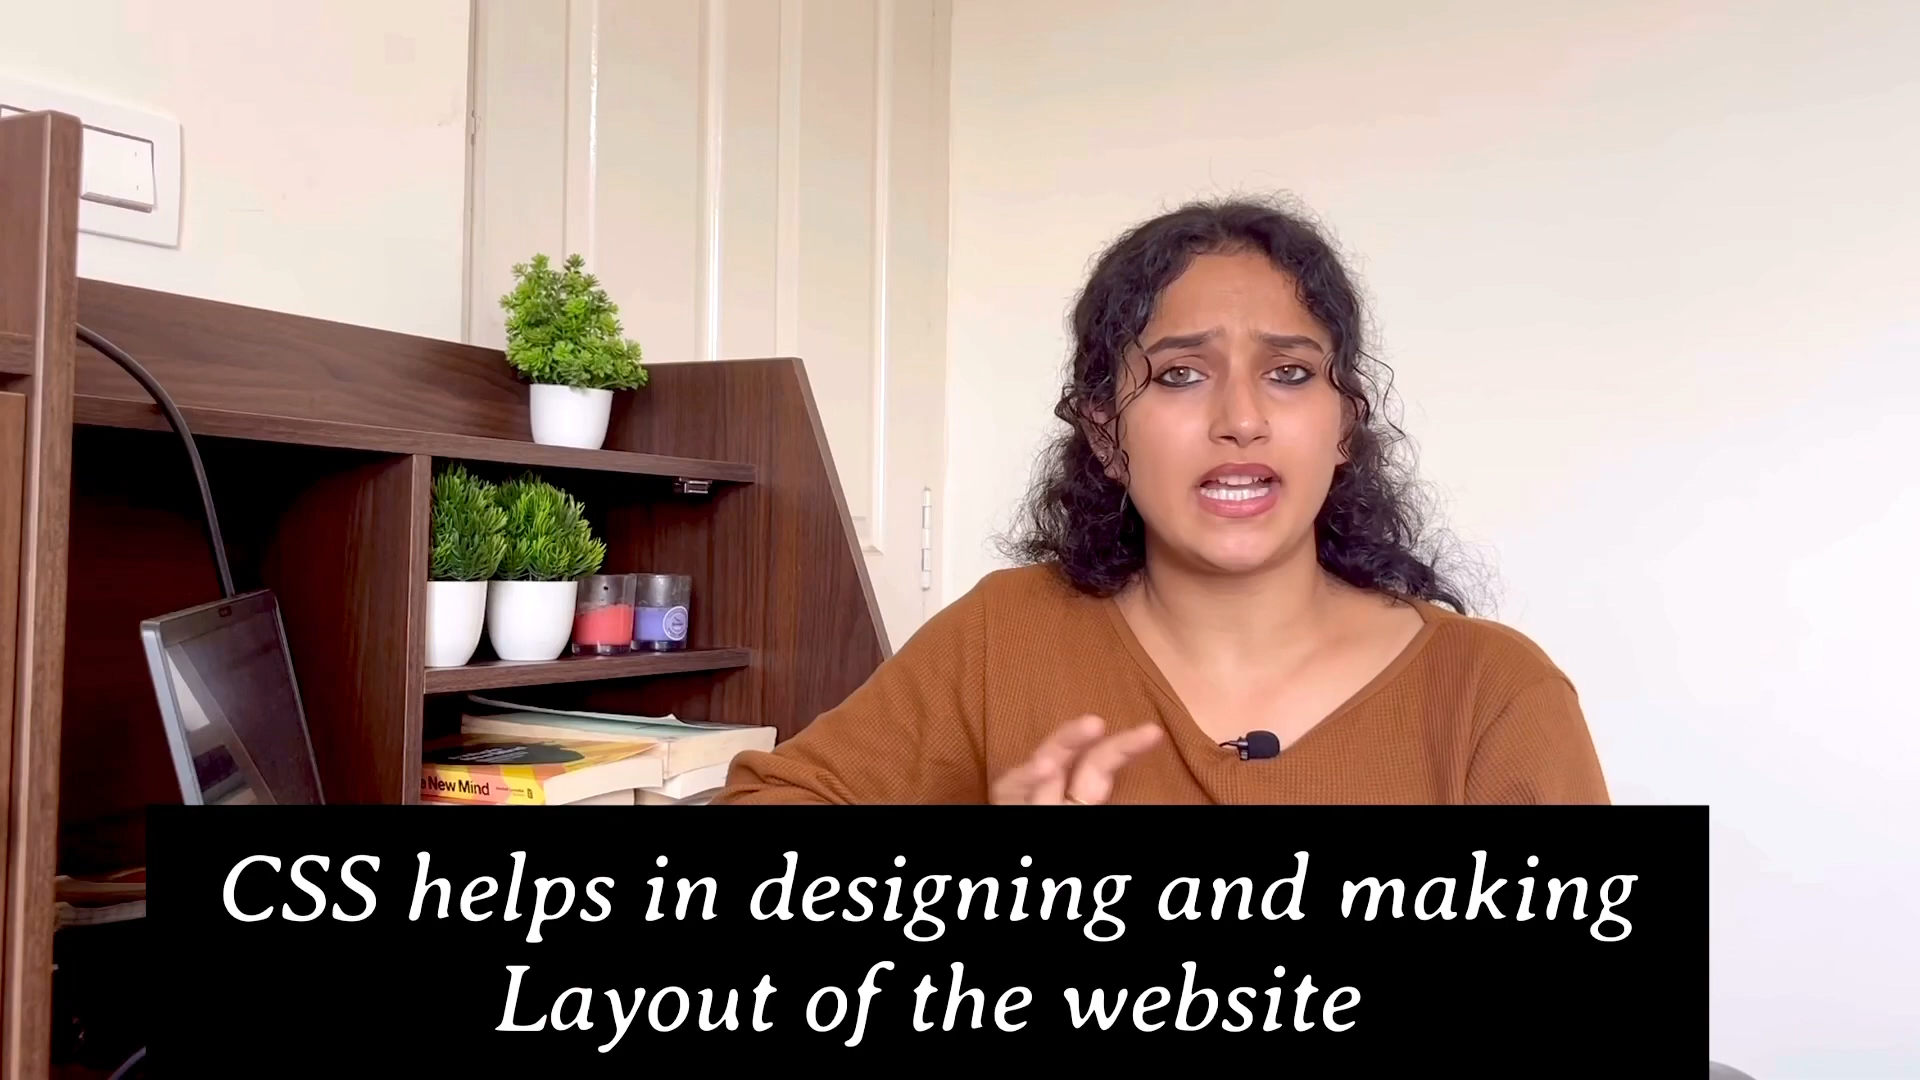 a New Mind
CSS helps in designing and making
Layout of the website